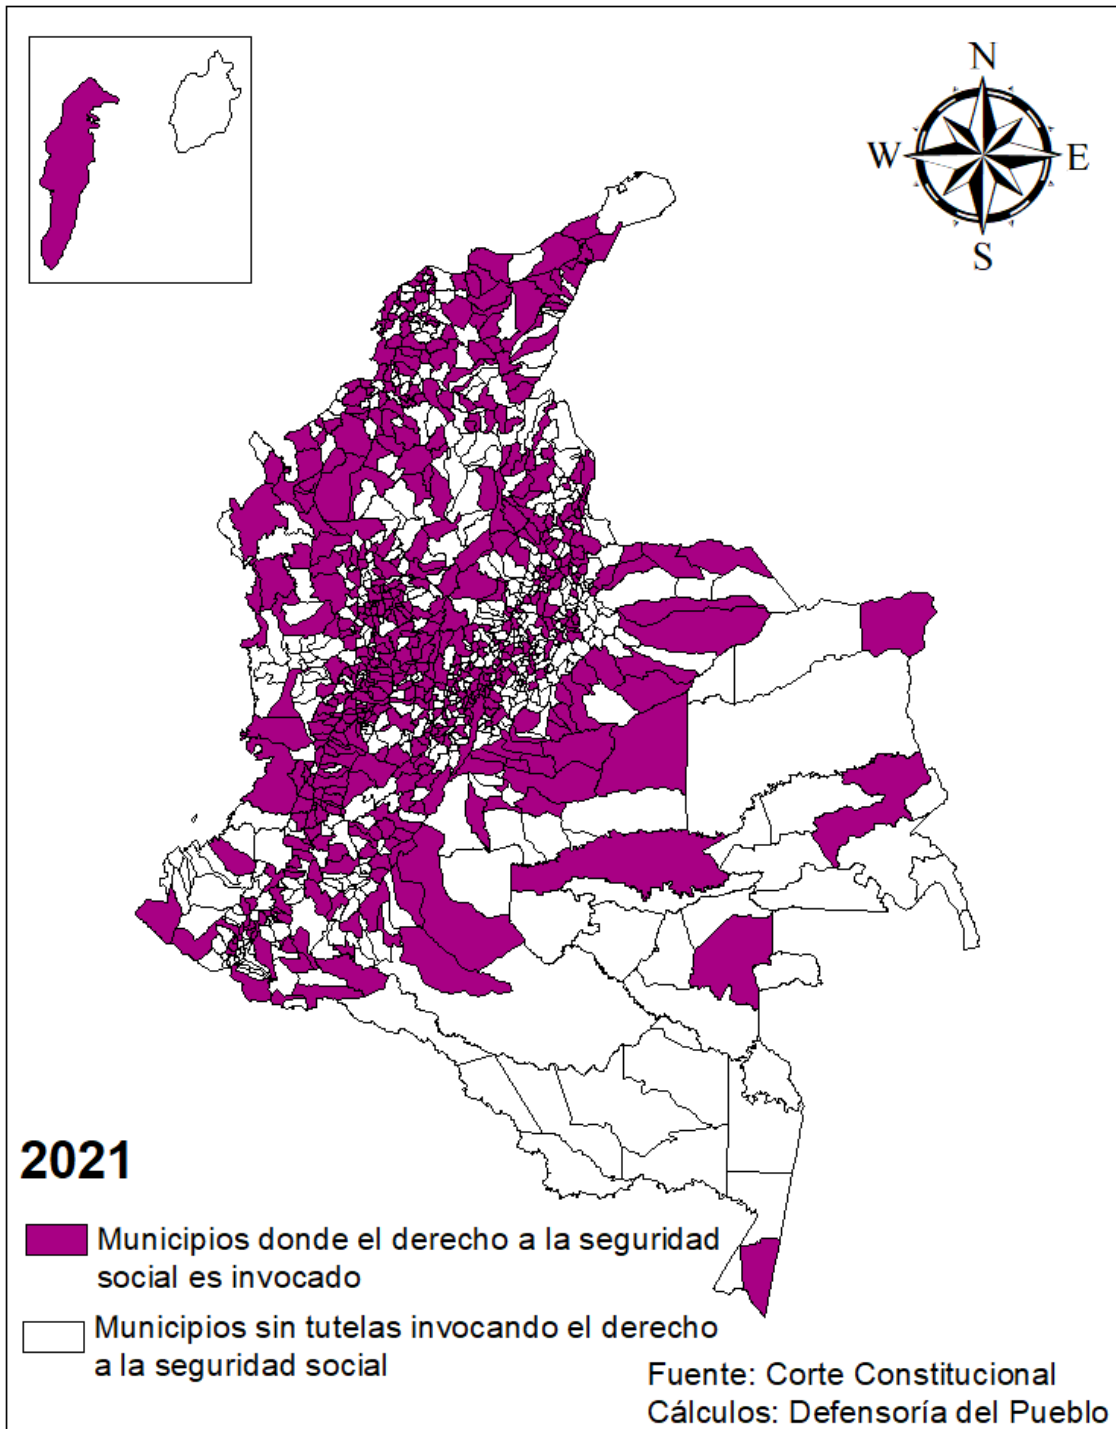 N
W
E
S
2021
Municipios donde el derecho a la seguridad
social es invocado
Municipios sin tutelas invocando el derecho
a la seguridad social
Fuente: Corte Constitucional
Cálculos: Defensoría del Pueblo